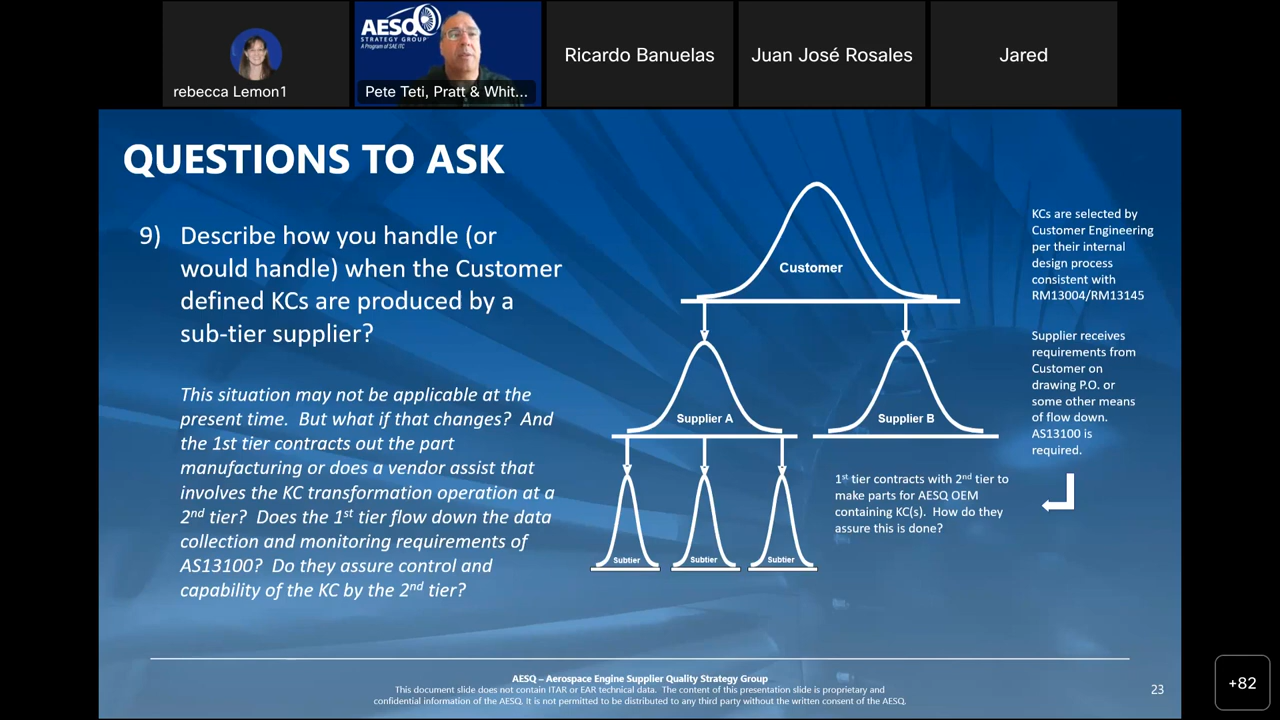 AESQ
STRATEGY GROUP
A Program of SAE ITC
rebecca Lemon1
Pete Teti, Pratt & Whit...
Ricardo Banuelas
Juan José Rosales
Jared
QUESTIONS TO ASK
9) Describe how you handle (or
would handle) when the Customer
defined KCs are produced by a
sub-tier supplier?
This situation may not be applicable at the
present time. But what if that changes? And
the 1st tier contracts out the part
manufacturing or does a vendor assist that
involves the KC transformation operation at a
2nd tier? Does the 1st tier flow down the data
collection and monitoring requirements of
AS13100? Do they assure control and
capability of the KC by the 2nd tier?
Customer
Supplier A
Supplier B
Subtier
Subtier
Subtier
KCs are selected by
Customer Engineering
per their internal
design process
consistent with
RM13004/RM13145
Supplier receives
requirements from
Customer on
drawing P.O. or
some other means
of flow down.
AS13100 is
required.
1st tier contracts with 2nd tier to
make parts for AESQ OEM
containing KC(s). How do they
assure this is done?
AESQ – Aerospace Engine Supplier Quality Strategy Group
This document slide does not contain ITAR or EAR technical data. The content of this presentation slide is proprietary and
confidential information of the AESQ. It is not permitted to be distributed to any third party without the written consent of the AESQ.
23
+82